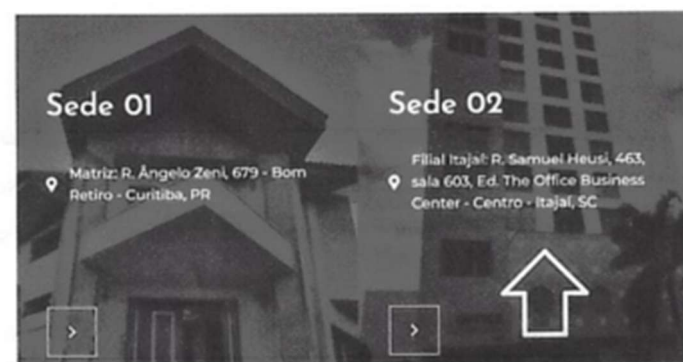 Sede 01
Matriz: R. Ângelo Zeni, 679 - Bom
Retiro - Curitiba, PR
Sede 02
Filial Itajaí: R. Samuel Heusi, 463,
sala 603, Ed. The Office Business
Center - Centro - Itajaí, SC